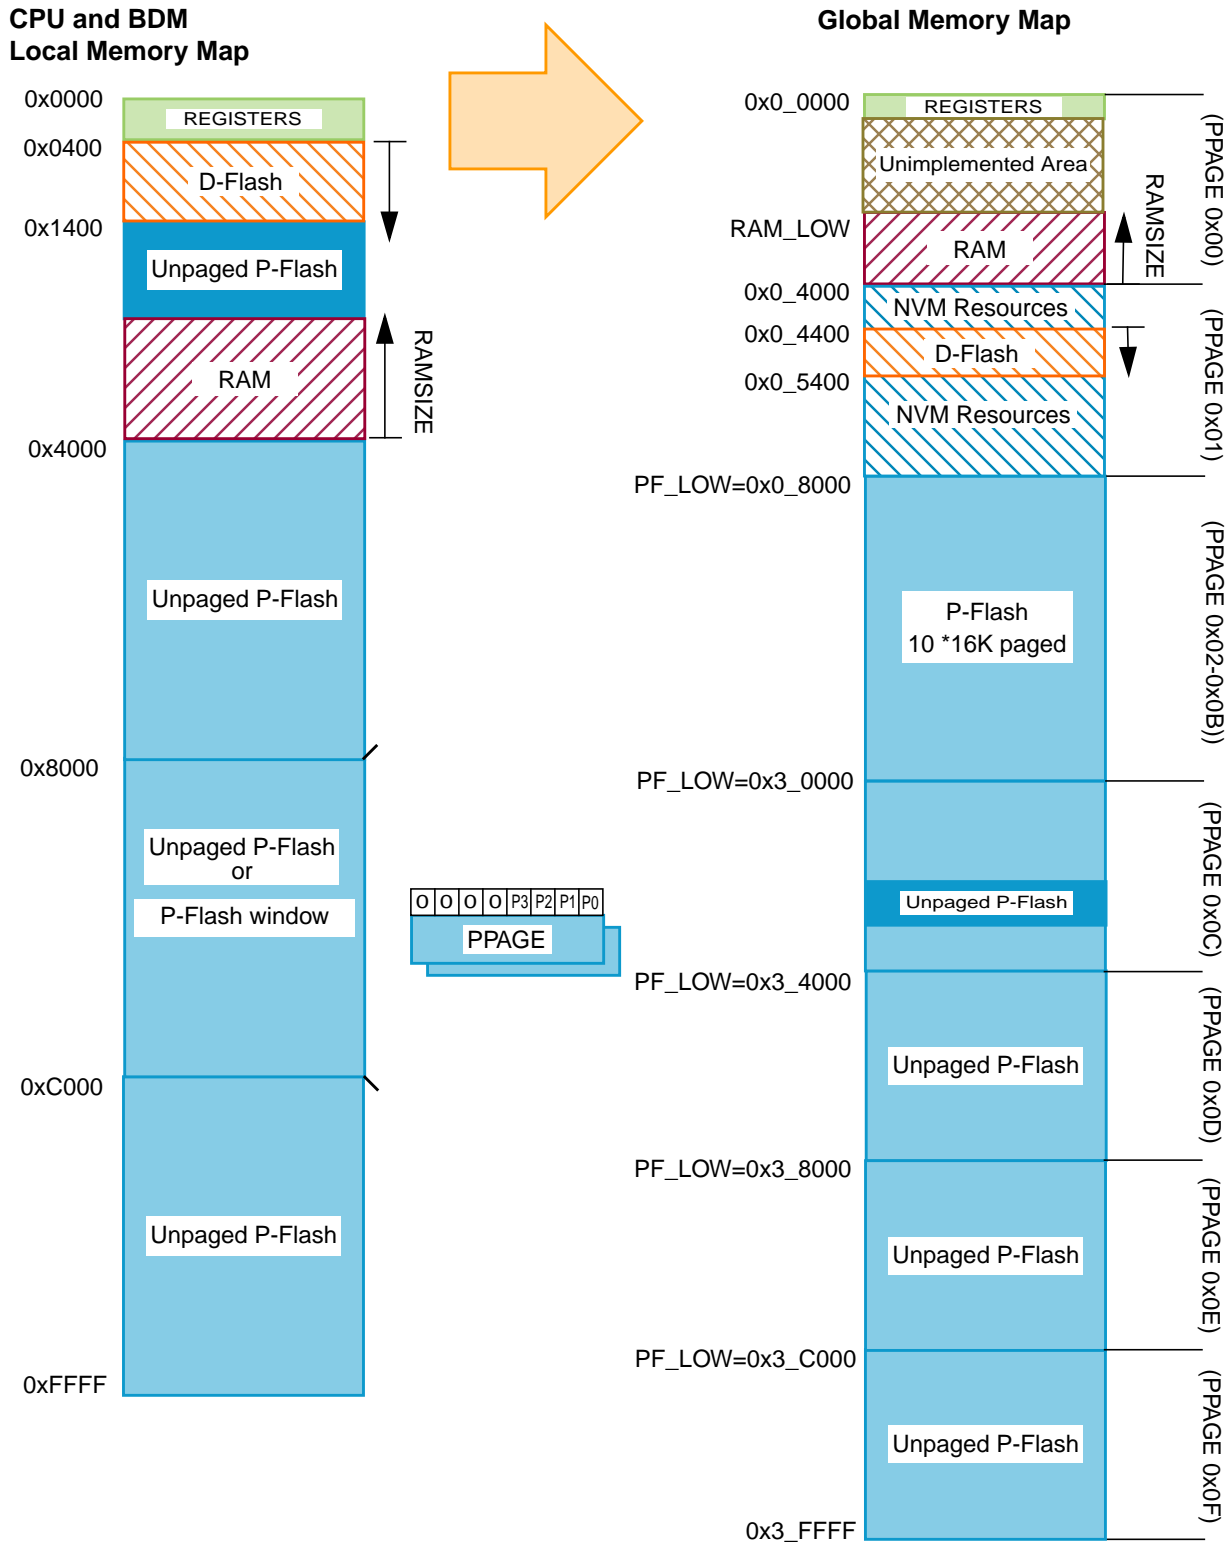 CPU and BDM
Local Memory Map
0x0000
REGISTERS
0x0400
D-Flash
0x1400
Unpaged P-Flash
RAM
RAMSIZE
0x4000
Unpaged P-Flash
0x8000
Unpaged P-Flash
or
P-Flash window
0xC000
Unpaged P-Flash
0xFFFF
0 0 0 0 P3 P2 P1 P0
PPAGE
Global Memory Map
0x0_0000
REGISTERS
Unimplemented Area
RAM_LOW
RAM
RAMSIZE
(PPAGE 0x00)
0x0_4000
NVM Resources
0x0_4400
D-Flash
0x0_5400
NVM Resources
(PPAGE 0x01)
PF_LOW=0x0_8000
P-Flash
10 *16K paged
(PPAGE 0x02-0x0B))
PF_LOW=0x3_0000
Unpaged P-Flash
(PPAGE 0x0C)
PF_LOW=0x3_4000
Unpaged P-Flash
(PPAGE 0x0D)
PF_LOW=0x3_8000
Unpaged P-Flash
(PPAGE 0x0E)
PF_LOW=0x3_C000
Unpaged P-Flash
(PPAGE 0x0F)
0x3_FFFF